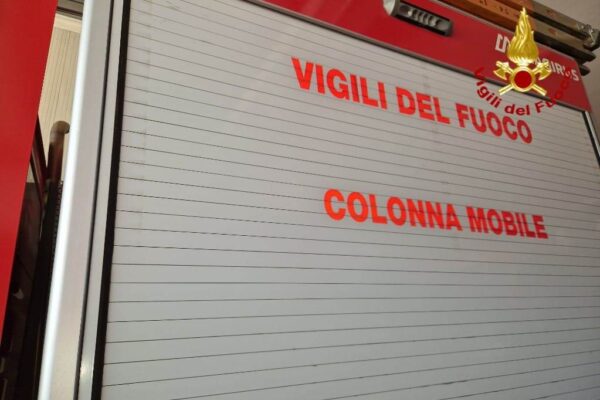 VIGILI DEL FUOCO
Vigili del Fuoco
COLONNA MOBILE